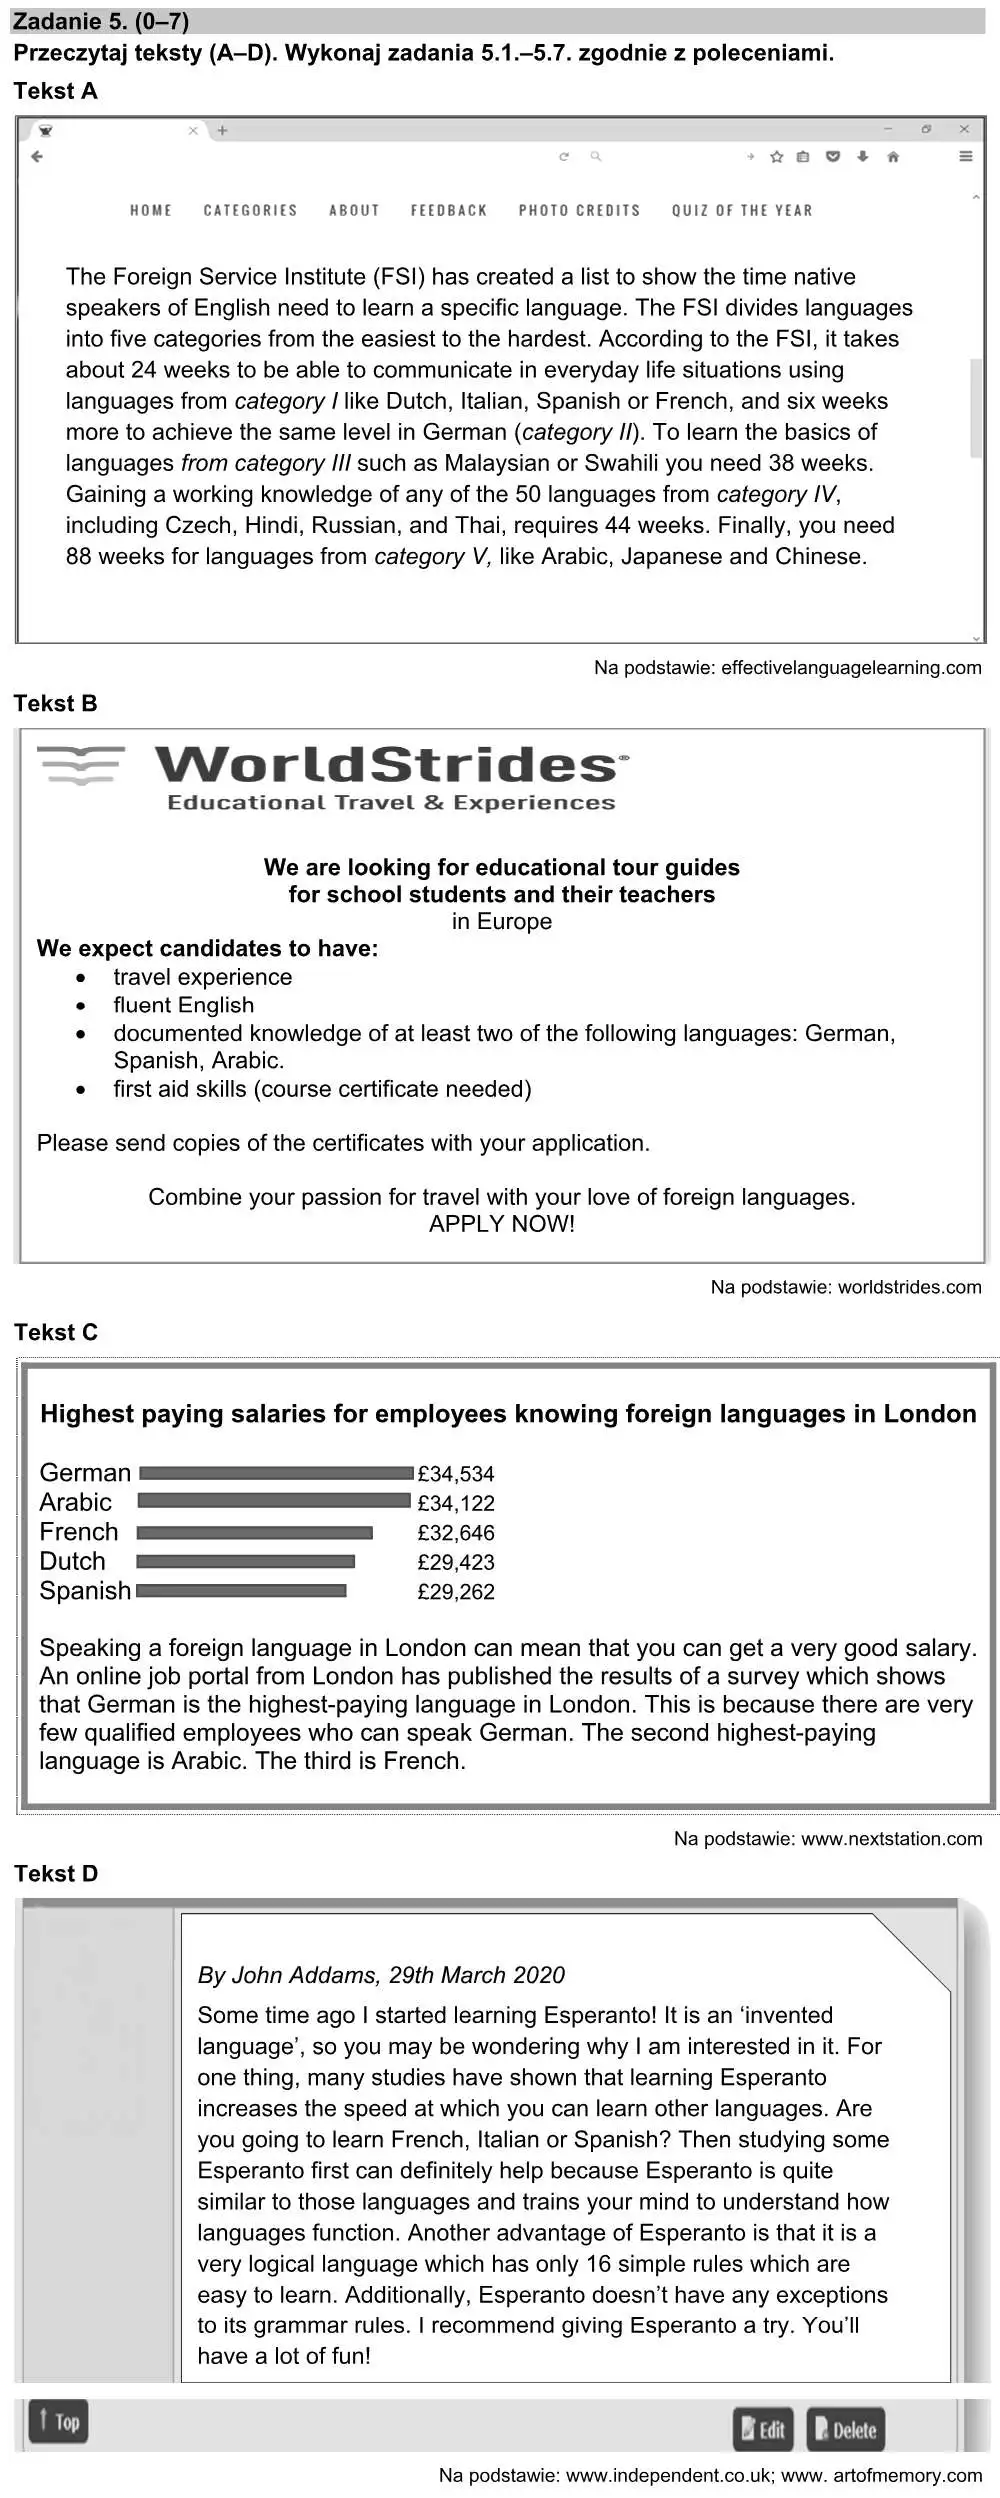 Zadanie 5. (0–7)
Przeczytaj teksty (A–D). Wykonaj zadania 5.1.–5.7. zgodnie z poleceniami.
Tekst A
HOME CATEGORIES ABOUT FEEDBACK PHOTO CREDITS QUIZ OF THE YEAR
The Foreign Service Institute (FSI) has created a list to show the time native
speakers of English need to learn a specific language. The FSI divides languages
into five categories from the easiest to the hardest. According to the FSI, it takes
about 24 weeks to be able to communicate in everyday life situations using
languages from category I like Dutch, Italian, Spanish or French, and six weeks
more to achieve the same level in German (category II). To learn the basics of
languages from category III such as Malaysian or Swahili you need 38 weeks.
Gaining a working knowledge of any of the 50 languages from category IV,
including Czech, Hindi, Russian, and Thai, requires 44 weeks. Finally, you need
88 weeks for languages from category V, like Arabic, Japanese and Chinese.
Na podstawie: effectivelanguagelearning.com
Tekst B
WorldStrides®
Educational Travel & Experiences
We are looking for educational tour guides
for school students and their teachers
in Europe
We expect candidates to have:
• travel experience
• fluent English
• documented knowledge of at least two of the following languages: German,
Spanish, Arabic.
• first aid skills (course certificate needed)
Please send copies of the certificates with your application.
Combine your passion for travel with your love of foreign languages.
APPLY NOW!
Na podstawie: worldstrides.com
Tekst C
Highest paying salaries for employees knowing foreign languages in London
German £34,534
Arabic £34,122
French £32,646
Dutch £29,423
Spanish £29,262
Speaking a foreign language in London can mean that you can get a very good salary.
An online job portal from London has published the results of a survey which shows
that German is the highest-paying language in London. This is because there are very
few qualified employees who can speak German. The second highest-paying
language is Arabic. The third is French.
Na podstawie: www.nextstation.com
Tekst D
By John Addams, 29th March 2020
Some time ago I started learning Esperanto! It is an ‘invented
language’, so you may be wondering why I am interested in it. For
one thing, many studies have shown that learning Esperanto
increases the speed at which you can learn other languages. Are
you going to learn French, Italian or Spanish? Then studying some
Esperanto first can definitely help because Esperanto is quite
similar to those languages and trains your mind to understand how
languages function. Another advantage of Esperanto is that it is a
very logical language which has only 16 simple rules which are
easy to learn. Additionally, Esperanto doesn’t have any exceptions
to its grammar rules. I recommend giving Esperanto a try. You’ll
have a lot of fun!
Top Edit Delete
Na podstawie: www.independent.co.uk; www. artofmemory.com